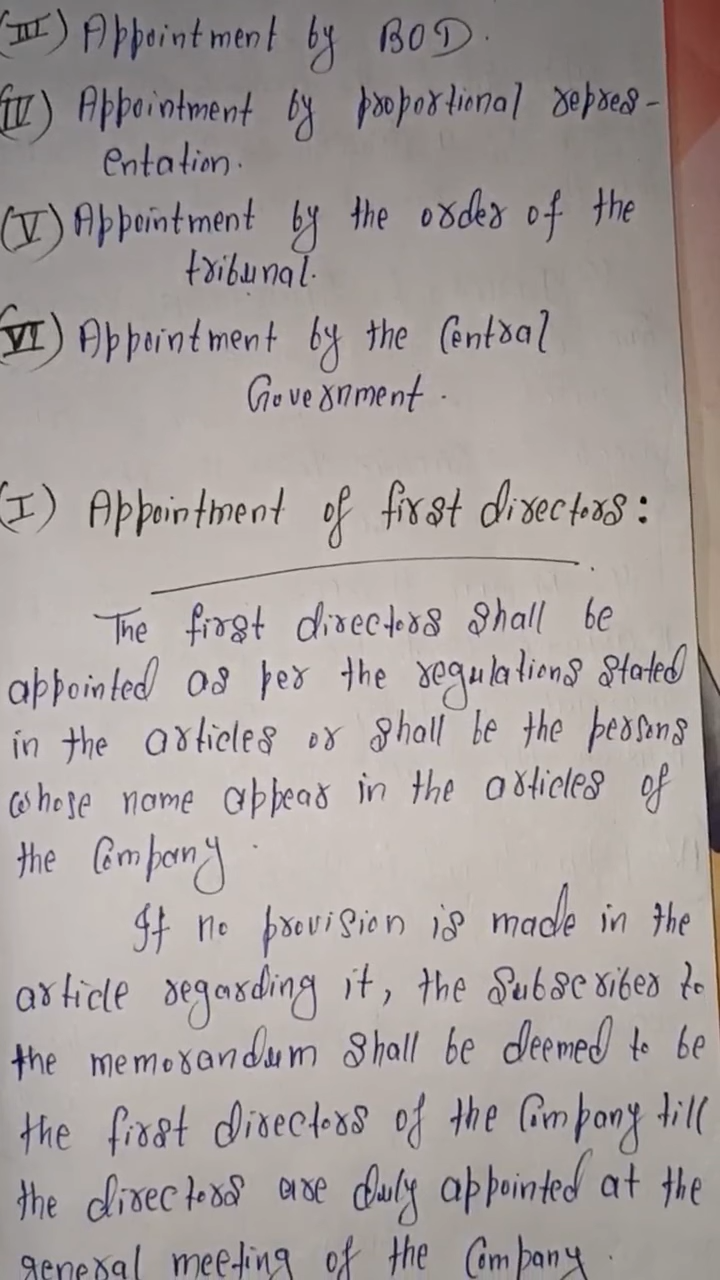 (III) Appointment by BOD.
(IV) Appointment by proportional repres-
entation.
(V) Appointment by the order of the
tribunal.
(VI) Appointment by the Central
Government.
(I) Appointment of first directors:
The first directors shall be
appointed as per the regulations stated
in the articles or shall be the persons
whose name appear in the articles of
the Company.
If no provision is made in the
article regarding it, the Subscriber to
the memorandum shall be deemed to be
the first directors of the Company till
the directors are duly appointed at the
general meeting of the Company.